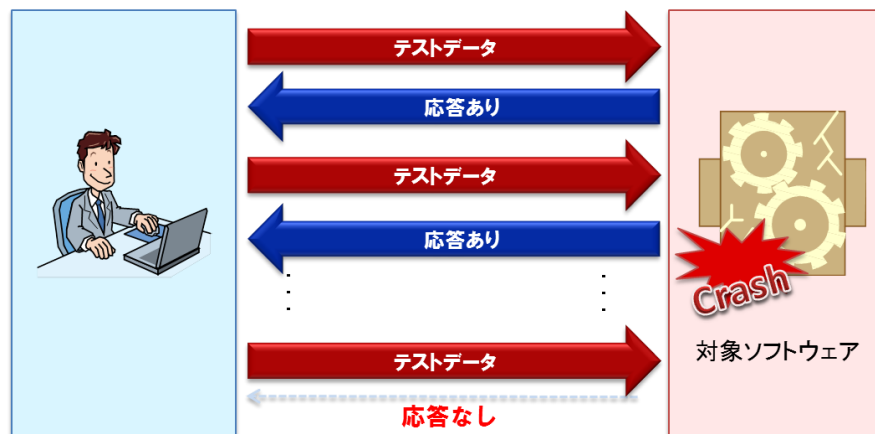 テストデータ
応答あり
テストデータ
応答あり
Crash
テストデータ
対象ソフトウェア
応答なし